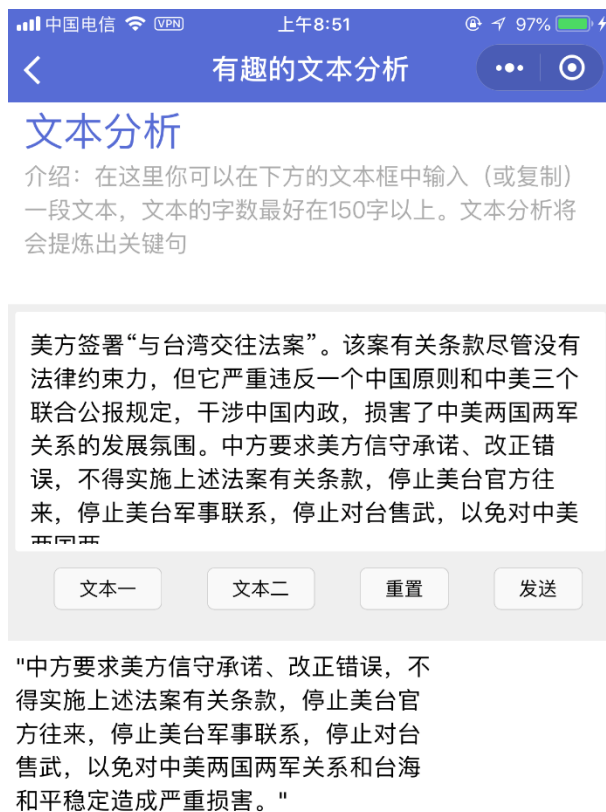 中国电信 VPN 上午8:51 97%
有趣的文本分析
文本分析
介绍：在这里你可以在下方的文本框中输入（或复制）
一段文本，文本的字数最好在150字以上。文本分析将
会提炼出关键句
美方签署“与台湾交往法案”。该案有关条款尽管没有
法律约束力，但它严重违反一个中国原则和中美三个
联合公报规定，干涉中国内政，损害了中美两国两军
关系的发展氛围。中方要求美方信守承诺、改正错
误，不得实施上述法案有关条款，停止美台官方往
来，停止美台军事联系，停止对台售武，以免对中美
两国两
文本一 文本二 重置 发送
"中方要求美方信守承诺、改正错误，不
得实施上述法案有关条款，停止美台官
方往来，停止美台军事联系，停止对台
售武，以免对中美两国两军关系和台海
和平稳定造成严重损害。"